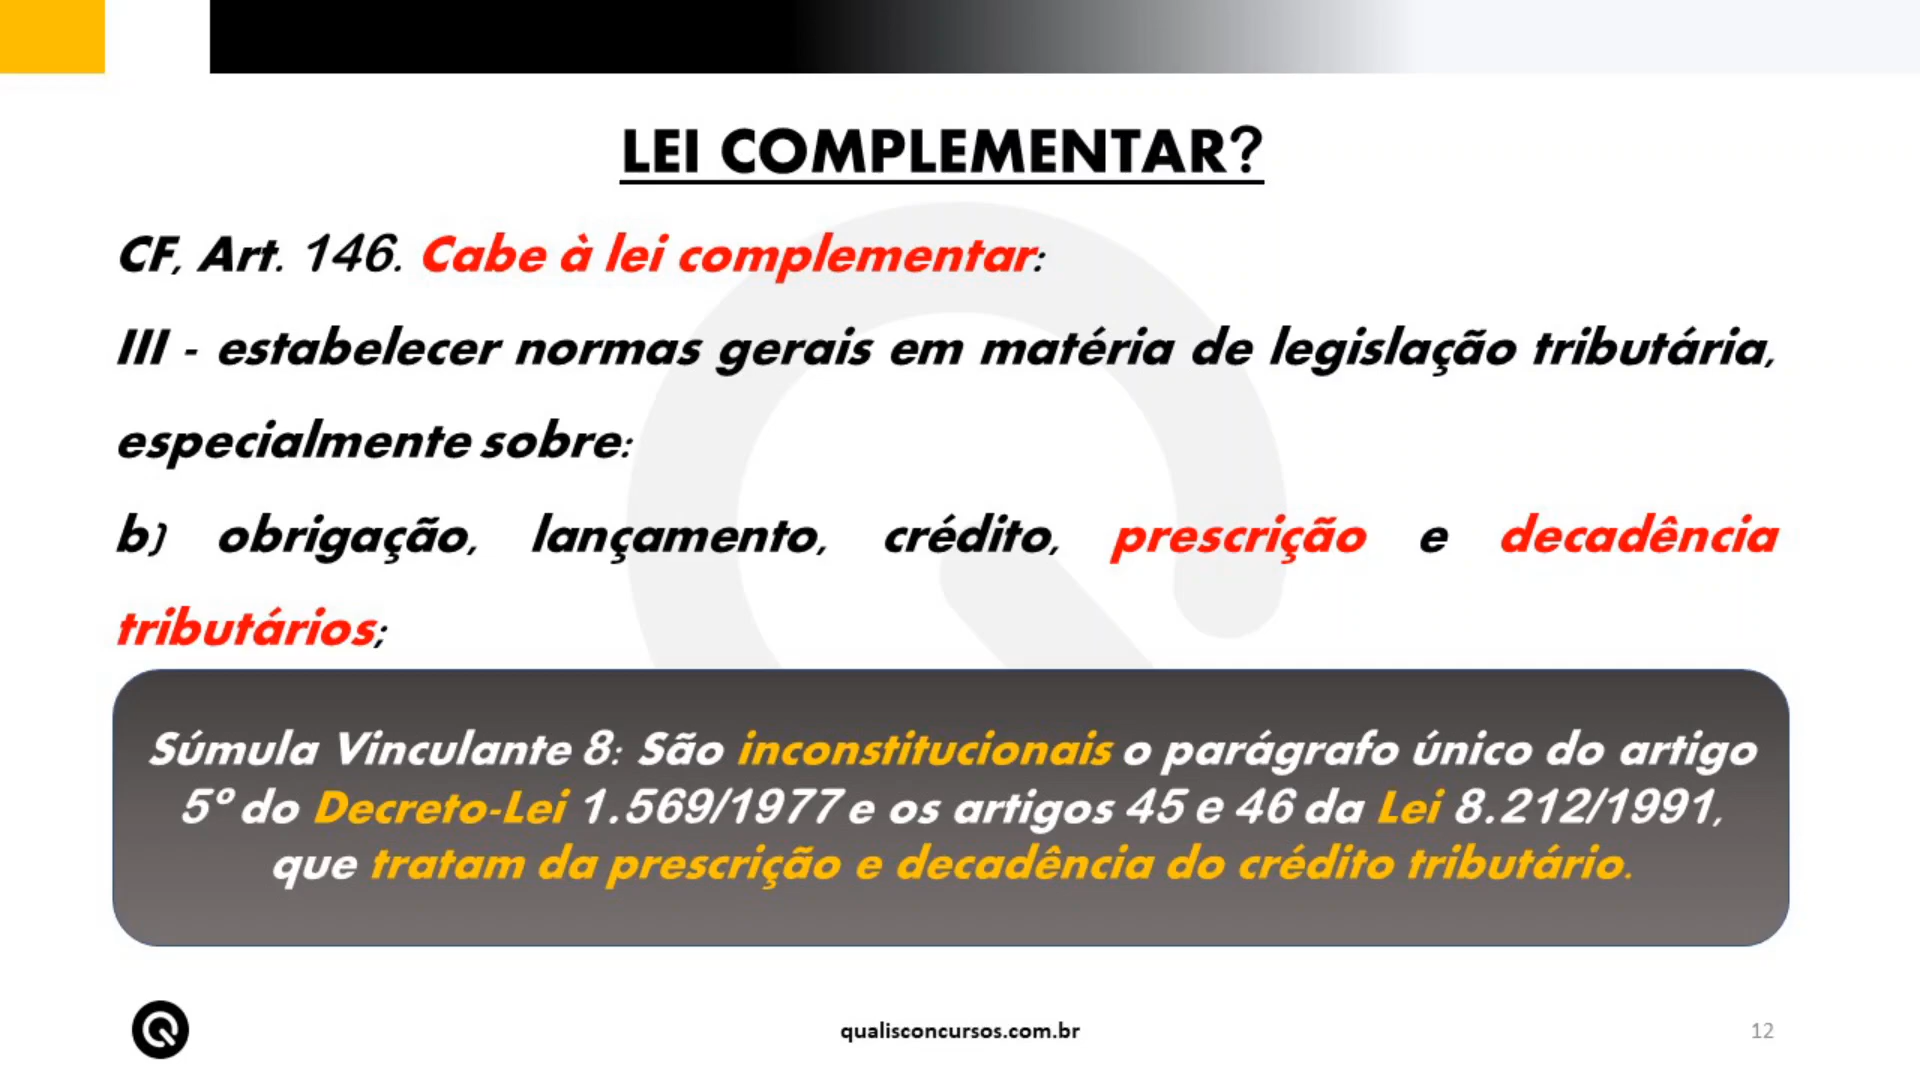 LEI COMPLEMENTAR?
CF, Art. 146. Cabe à lei complementar:
III - estabelecer normas gerais em matéria de legislação tributária,
especialmente sobre:
b) obrigação, lançamento, crédito, prescrição e decadência
tributários;
Súmula Vinculante 8: São inconstitucionais o parágrafo único do artigo
5º do Decreto-Lei 1.569/1977 e os artigos 45 e 46 da Lei 8.212/1991,
que tratam da prescrição e decadência do crédito tributário.
qualisconcursos.com.br
12